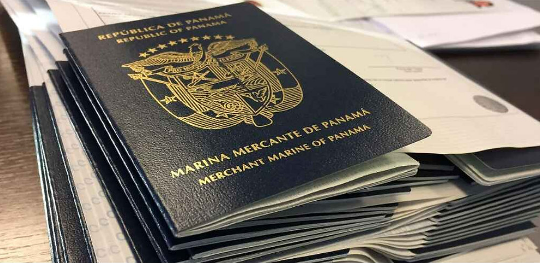 REPÚBLICA DE PANAMÁ
REPUBLIC OF PANAMA
MARINA MERCANTE DE PANAMÁ
MERCHANT MARINE OF PANAMA